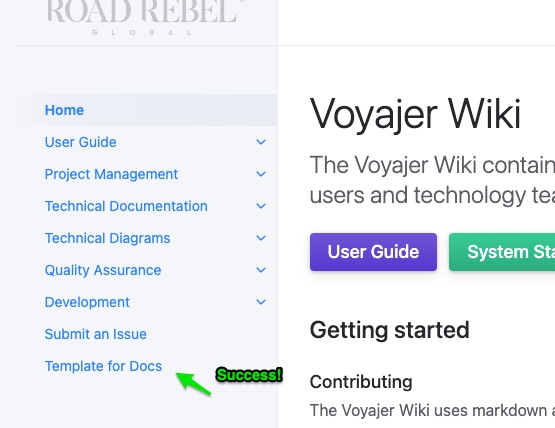 ROAD REBEL
GLOBAL
Home
User Guide
Project Management
Technical Documentation
Technical Diagrams
Quality Assurance
Development
Submit an Issue
Template for Docs
Success!
Voyajer Wiki
The Voyajer Wiki contain
users and technology tea
User Guide
System Sta
Getting started
Contributing
The Voyajer Wiki uses markdown a